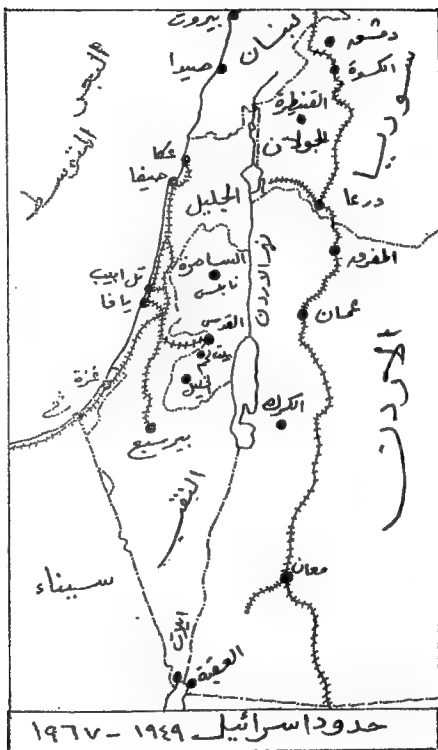 بيروت
لبنان
دمشق
صيدا
الكسوة
سوريا
البحر
المتوسط
القنيطرة
الجولان
عكا
حيفا
الجليل
درعا
المفرق
نهر الاردن
السامرة
نابلس
تل ابيب
يافا
عمان
القدس
بيت لحم
الخليل
غزة
الأردن
الكرك
بير سبع
النقب
سيناء
معان
ايلات
العقبة
حدود اسرائيل ١٩٤٩ - ١٩٦٧